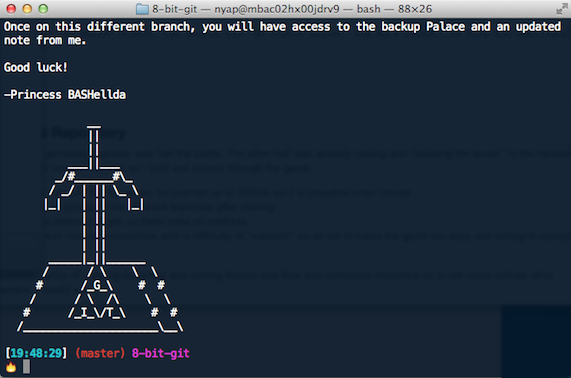 8-bit-git — nyap@mbac02hx00jdrv9 — bash — 88×26
Once on this different branch, you will have access to the backup Palace and an updated
note from me.
Good luck!
—Princess BASHellda
G
I T
[19:48:29] (master) 8-bit-git